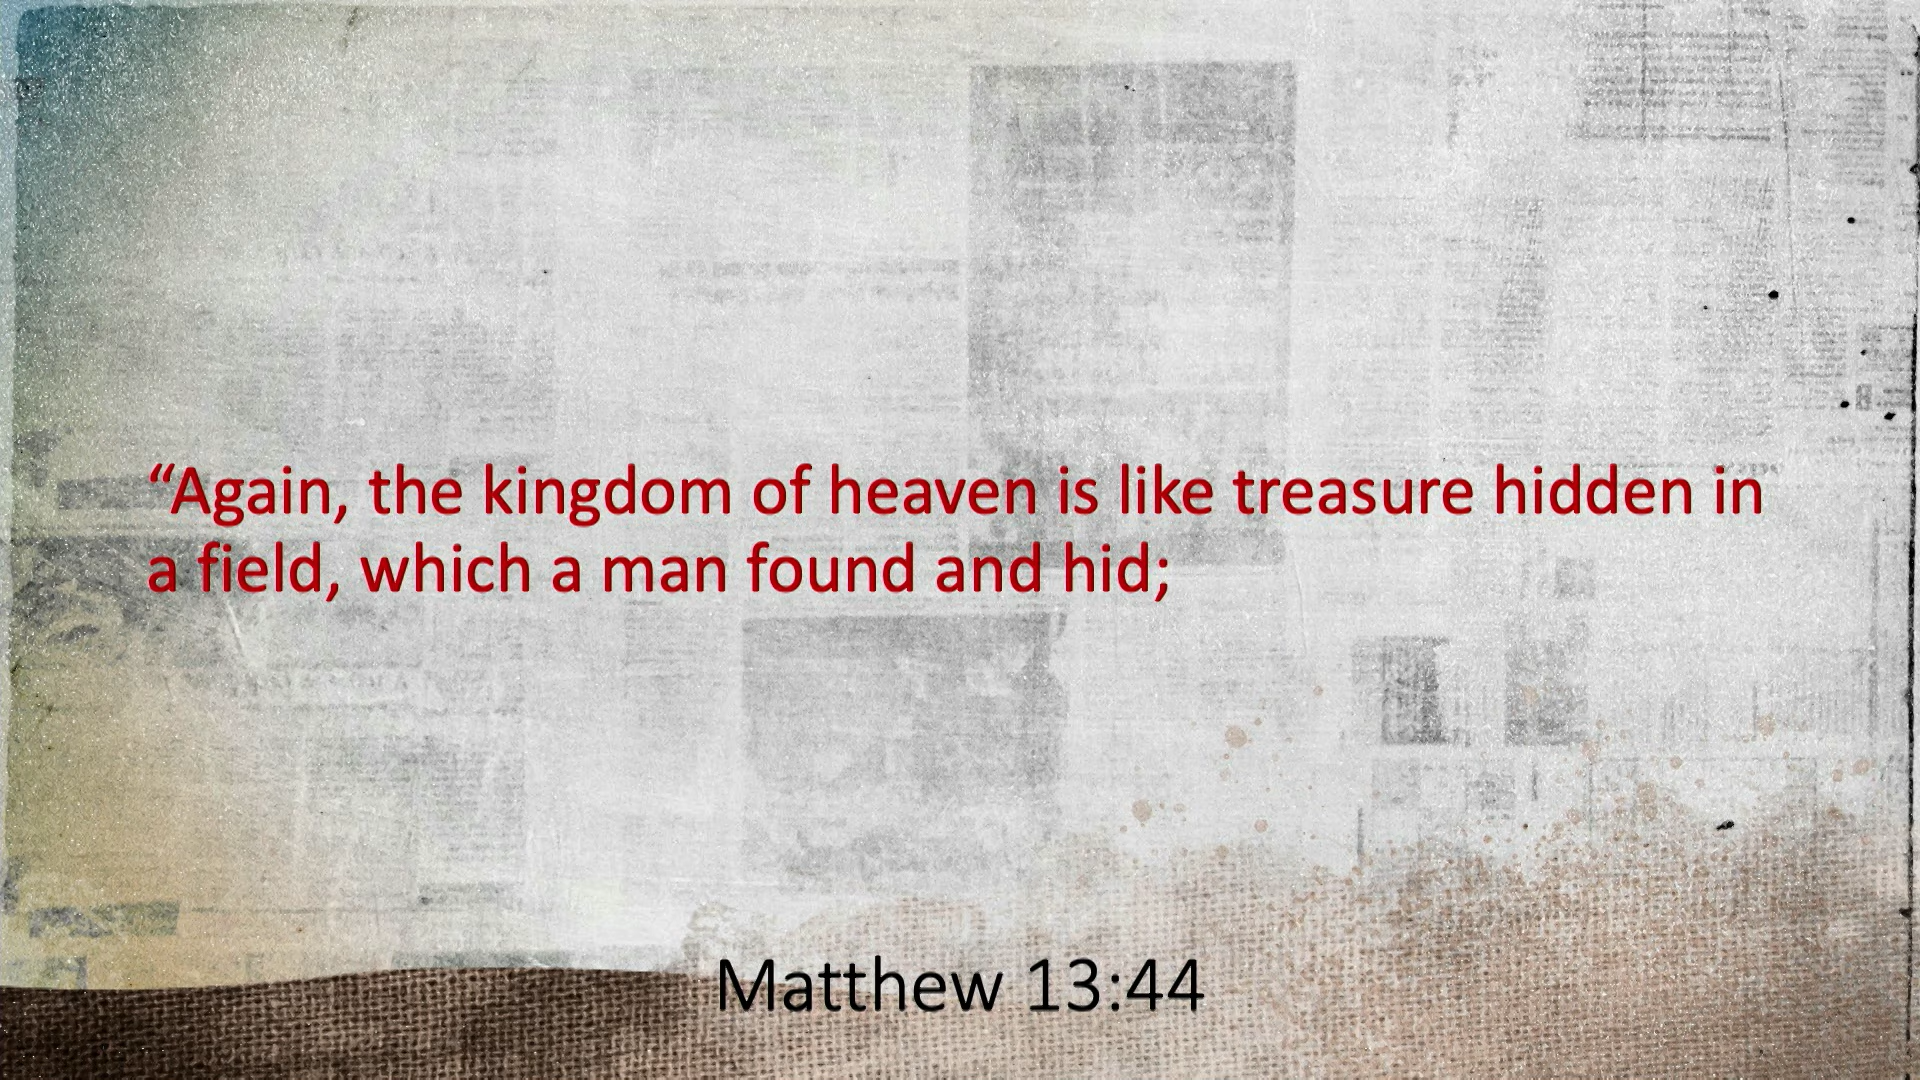 “Again, the kingdom of heaven is like treasure hidden in
a field, which a man found and hid;
Matthew 13:44